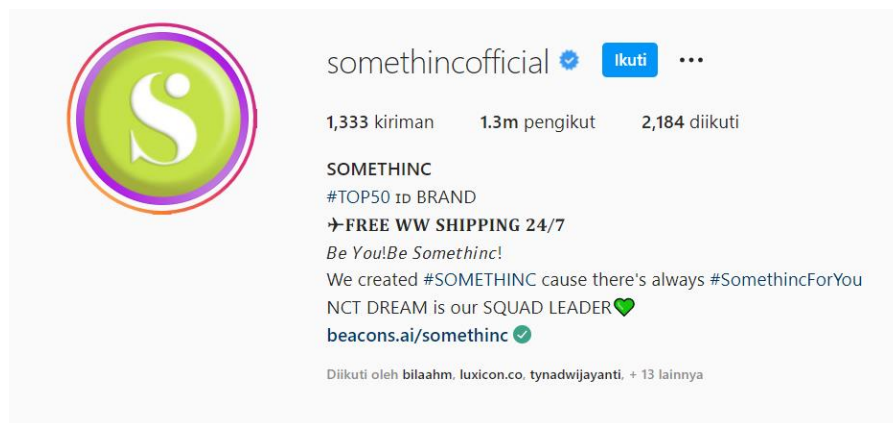 S
somethincofficial Ikuti
1,333 kiriman 1.3m pengikut 2,184 diikuti
SOMETHINC
#TOP50 ɪᴅ BRAND
✈FREE WW SHIPPING 24/7
Be You!Be Somethinc!
We created #SOMETHINC cause there's always #SomethincForYou
NCT DREAM is our SQUAD LEADER💚
beacons.ai/somethinc
Diikuti oleh bilaahm, luxicon.co, tynadwijayanti, + 13 lainnya